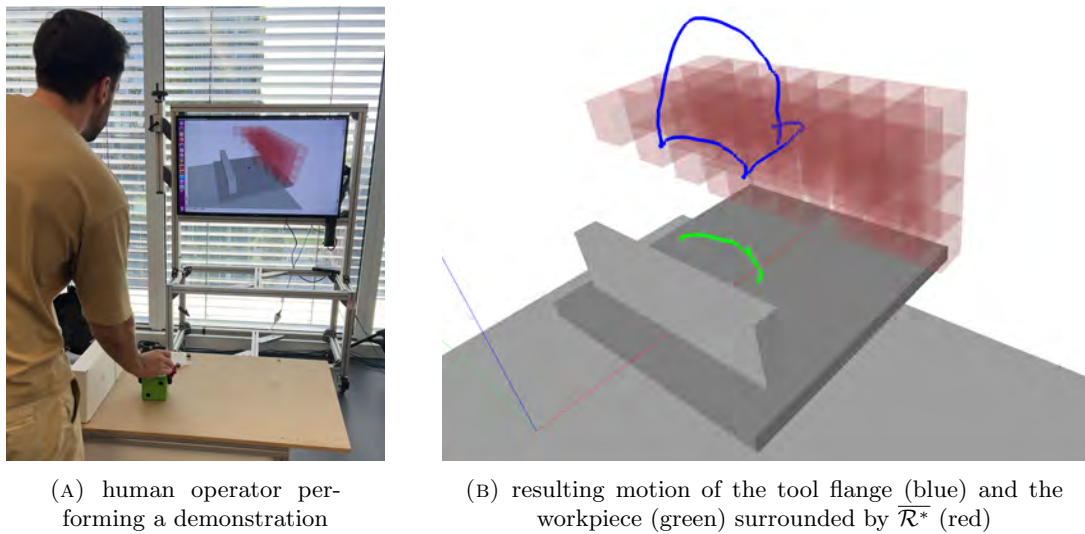 (A) human operator per-
forming a demonstration
(B) resulting motion of the tool flange (blue) and the
workpiece (green) surrounded by $\overline{\mathcal{R}^*}$ (red)